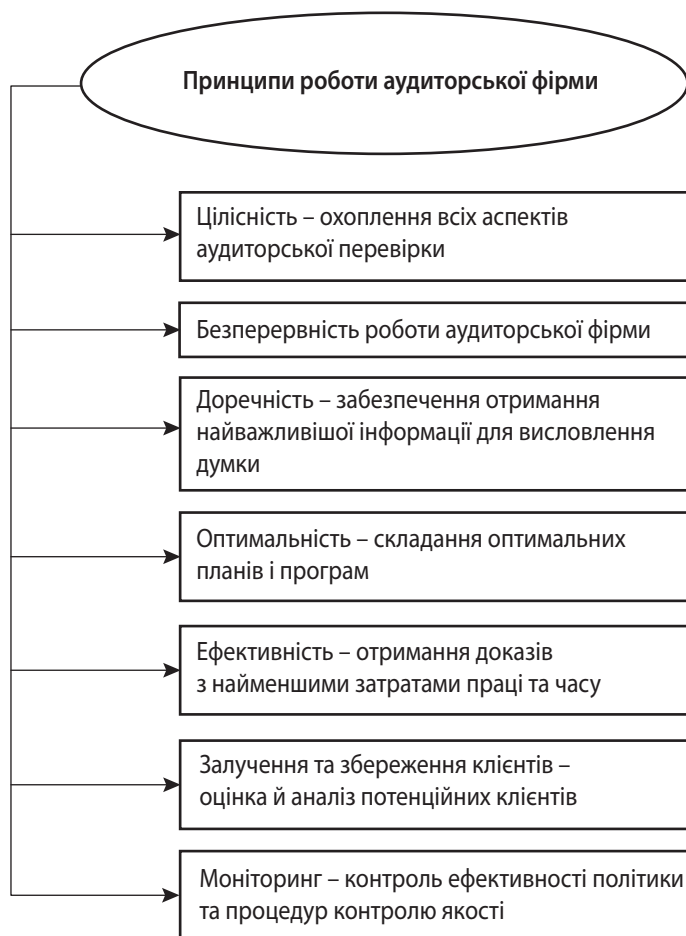 Принципи роботи аудиторської фірми
Цілісність – охоплення всіх аспектів
аудиторської перевірки
Безперервність роботи аудиторської фірми
Доречність – забезпечення отримання
найважливішої інформації для висловлення
думки
Оптимальність – складання оптимальних
планів і програм
Ефективність – отримання доказів
з найменшими затратами праці та часу
Залучення та збереження клієнтів –
оцінка й аналіз потенційних клієнтів
Моніторинг – контроль ефективності політики
та процедур контролю якості